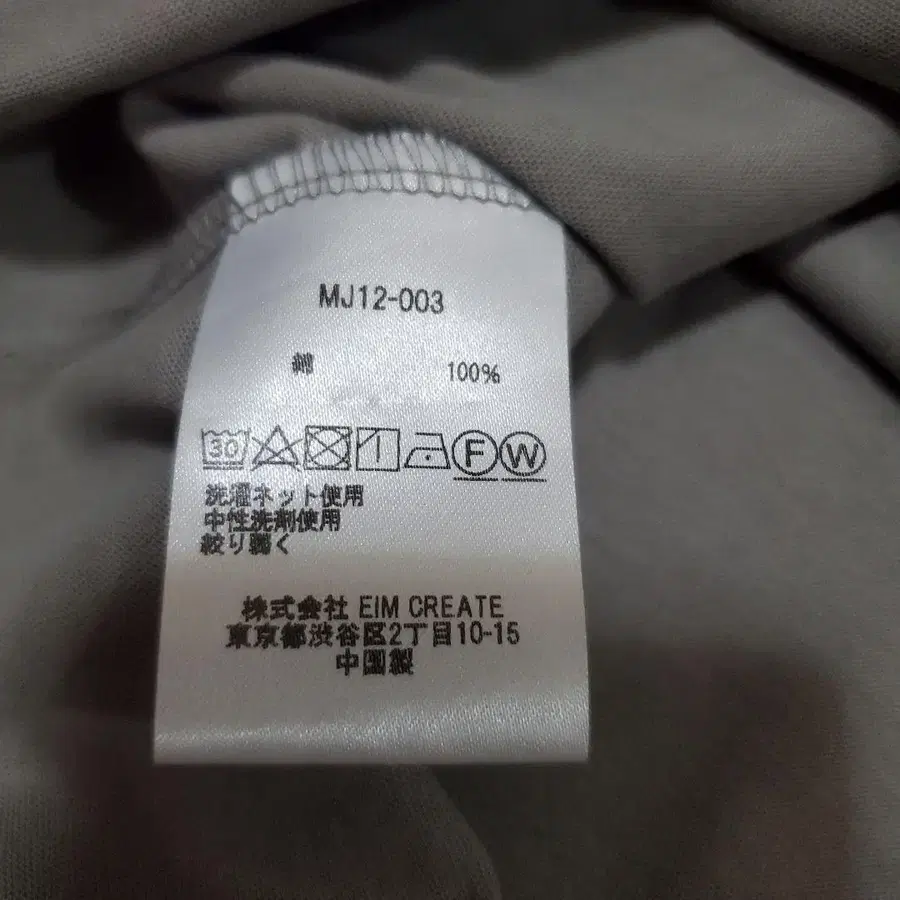 MJ12-003
綿 100%
30 F W
洗濯ネット使用
中性洗剤使用
絞り弱く
株式会社 EIM CREATE
東京都渋谷区2丁目10-15
中国製